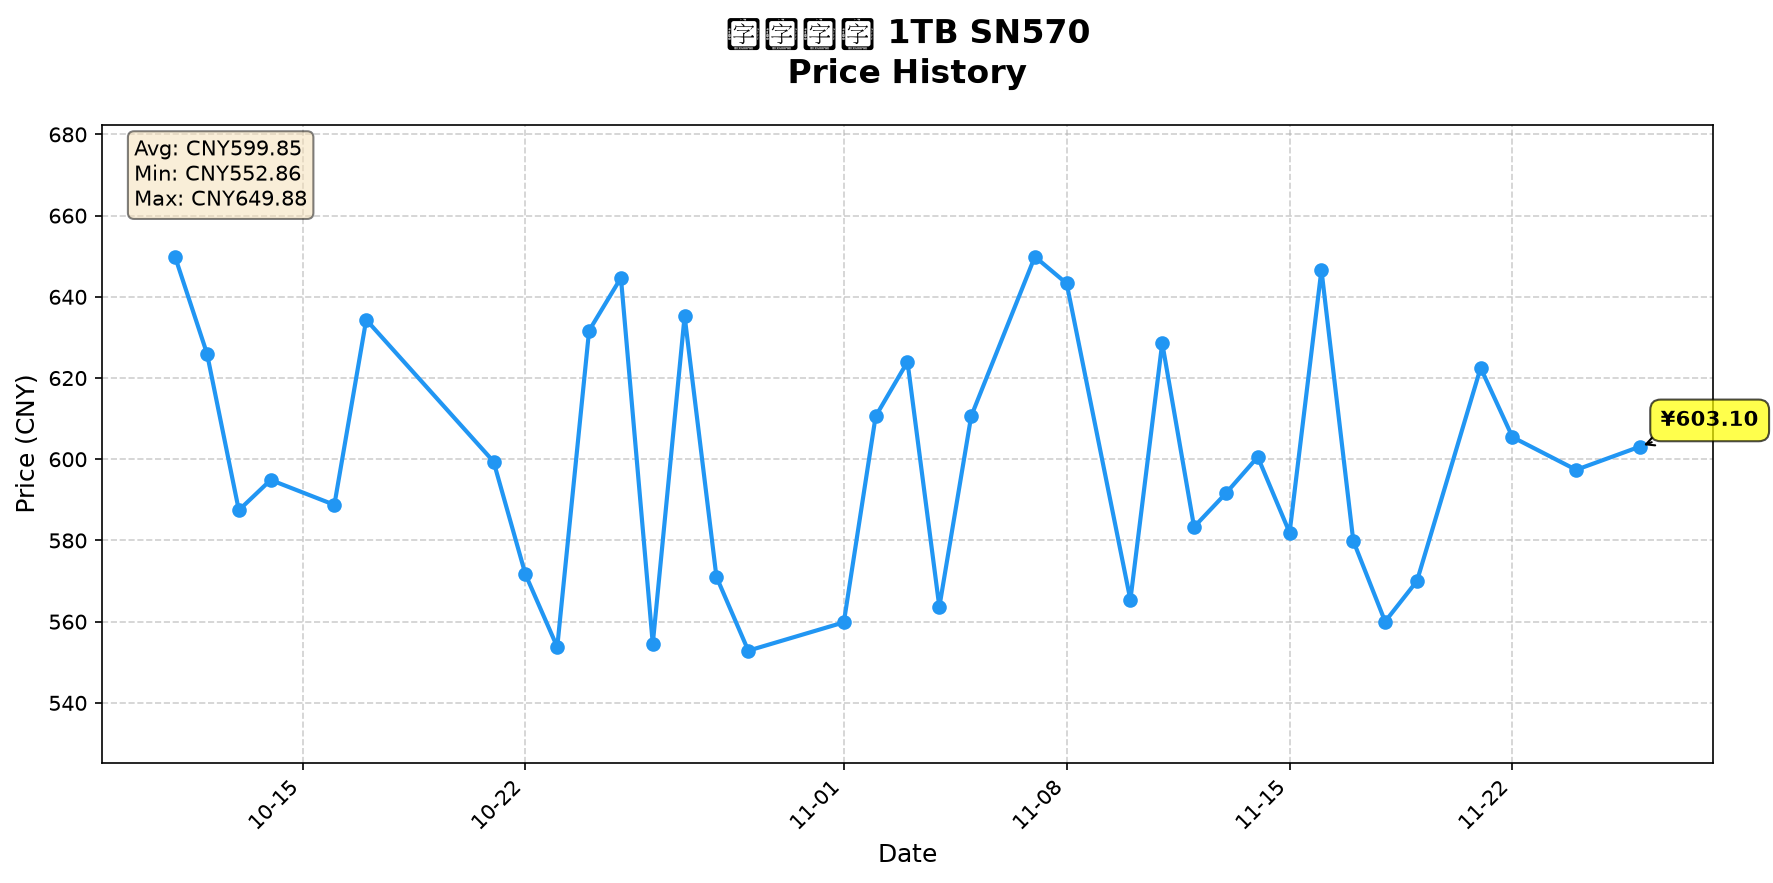 1TB SN570
Price History
Avg: CNY599.85
Min: CNY552.86
Max: CNY649.88
680
660
640
620
600
580
560
540
Price (CNY)
¥603.10
10-15
10-22
11-01
11-08
11-15
11-22
Date